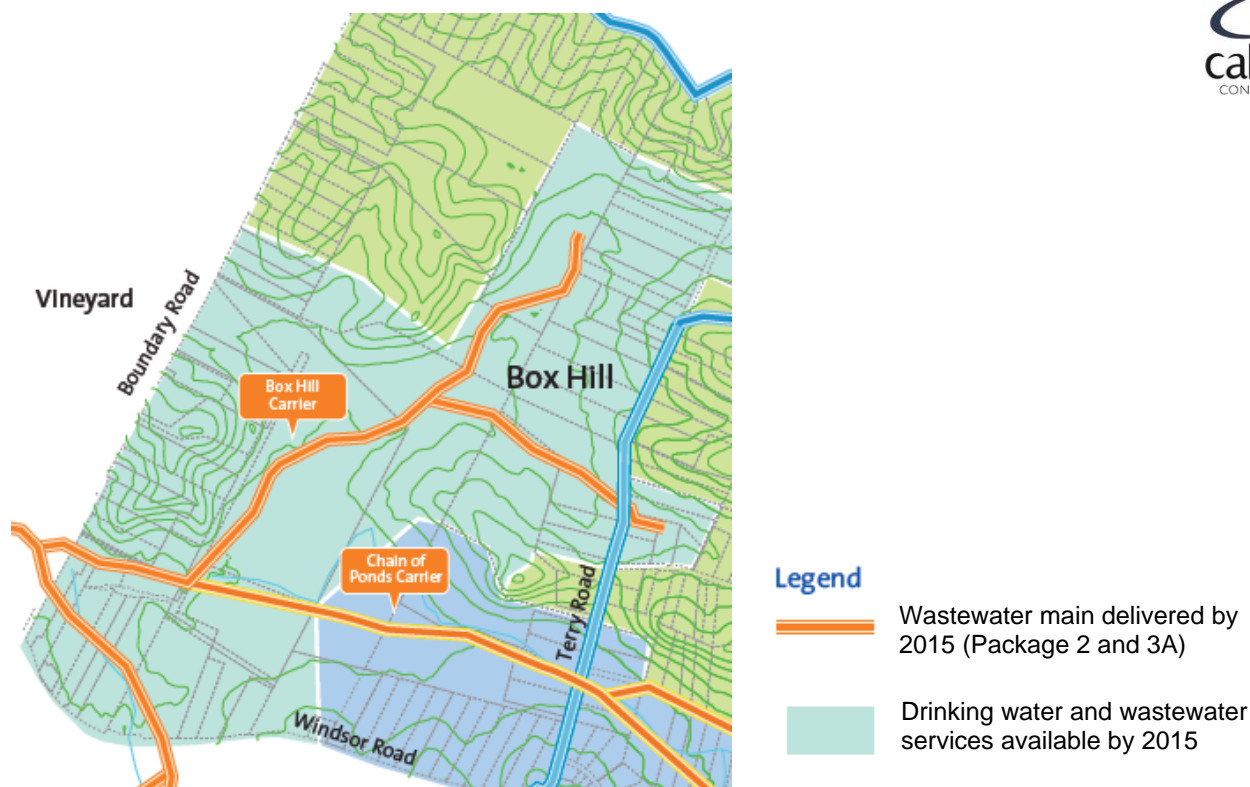 CON
Vineyard
Boundary Road
Box Hill
Carrier
Box Hill
Chain of
Ponds Carrier
Terry Road
Windsor Road
Legend
Wastewater main delivered by
2015 (Package 2 and 3A)
Drinking water and wastewater
services available by 2015